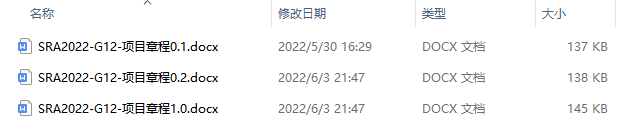 名称 修改日期 类型 大小
SRA2022-G12-项目章程0.1.docx 2022/5/30 16:29 DOCX 文档 137 KB
SRA2022-G12-项目章程0.2.docx 2022/6/3 21:47 DOCX 文档 138 KB
SRA2022-G12-项目章程1.0.docx 2022/6/3 21:47 DOCX 文档 145 KB